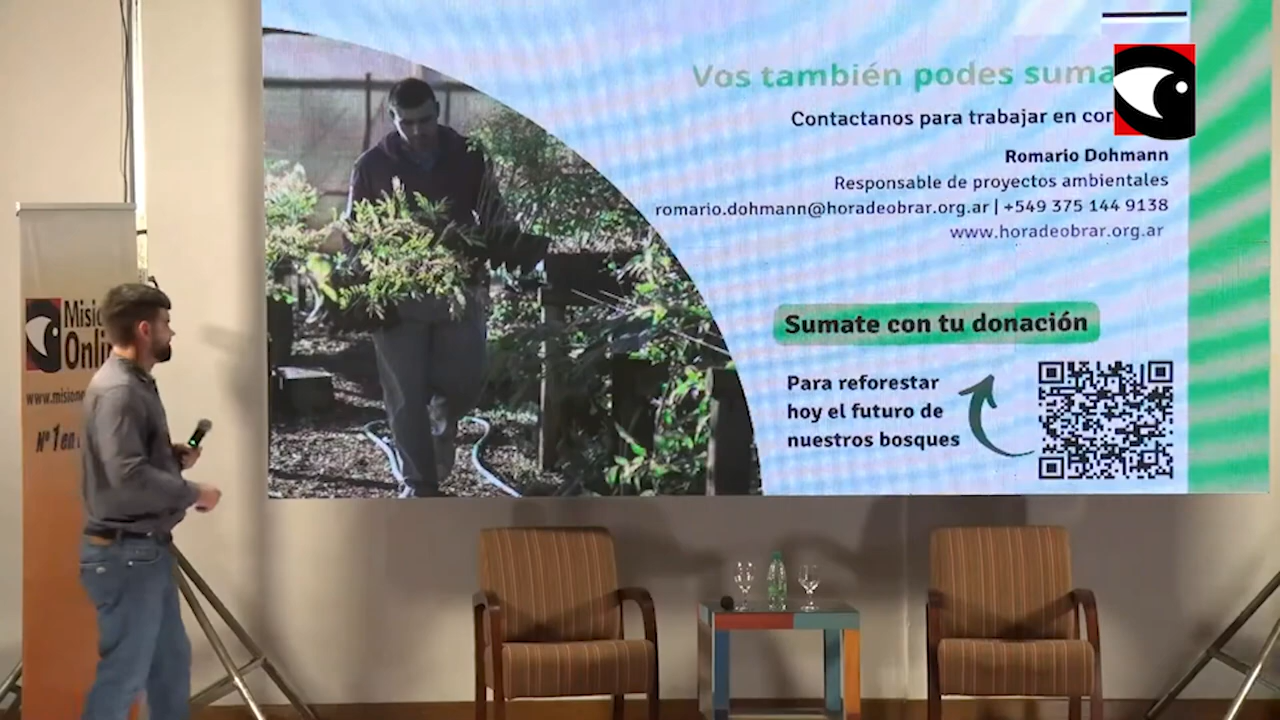 Vos también podes suma
Contactanos para trabajar en con
Romario Dohmann
Responsable de proyectos ambientales
romario.dohmann@horadeobrar.org.ar | +549 375 144 9138
www.horadeobrar.org.ar
Sumate con tu donación
Para reforestar
hoy el futuro de
nuestros bosques
Misio
Onli
www.mision
Nº 1 en